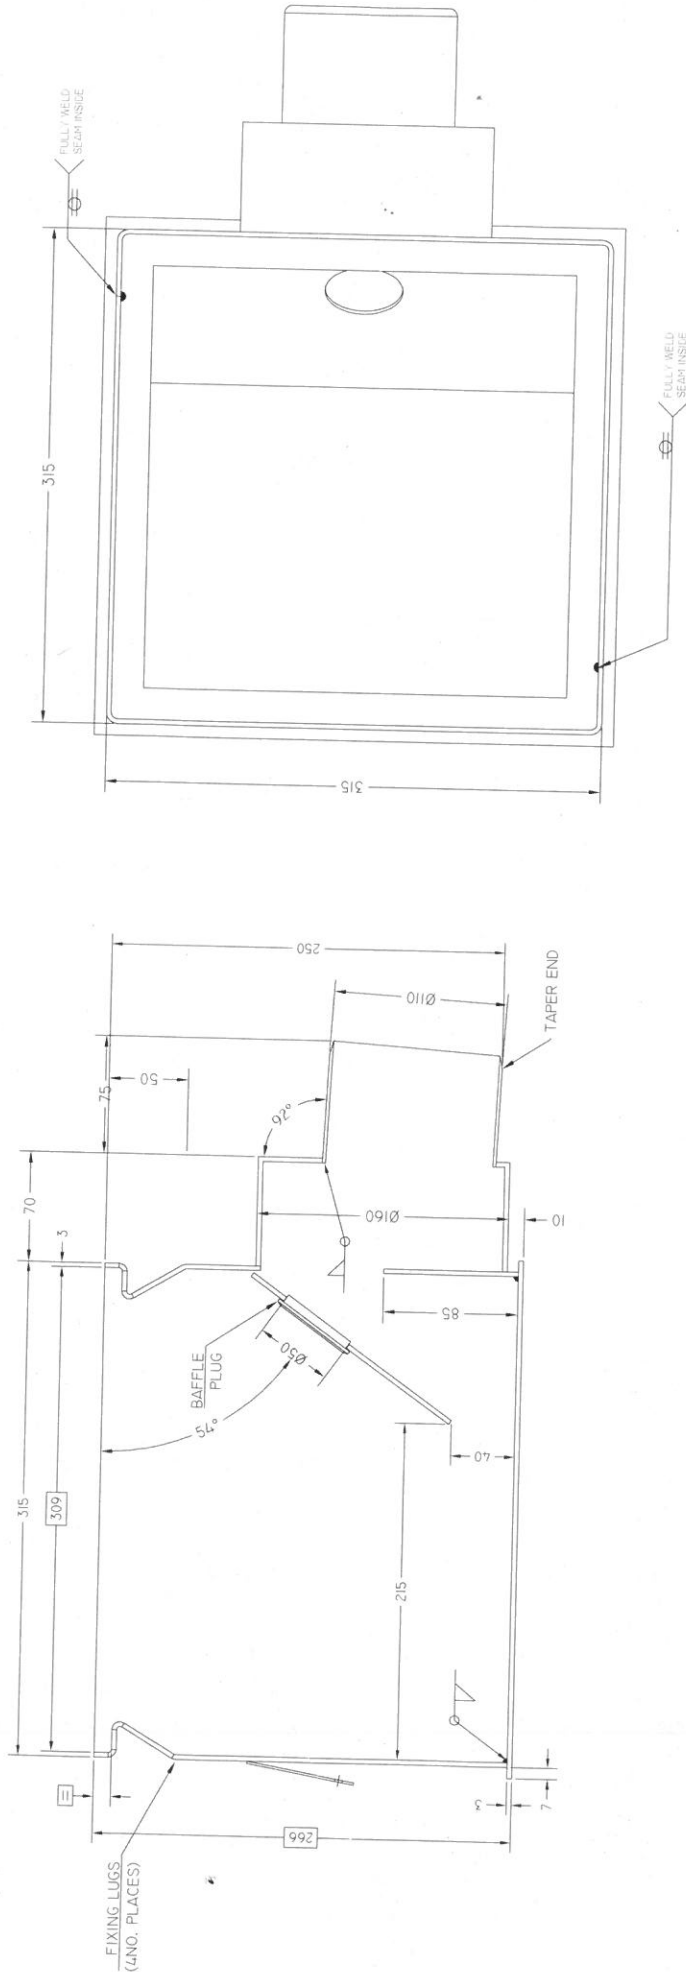 FULLY WELD
SEAM INSIDE
315
315
FULLY WELD
SEAM INSIDE
250
Ø110
TAPER END
75
50
92°
70
3
Ø160
10
85
BAFFLE
PLUG
Ø50
54°
40
315
309
215
11
266
3
7
FIXING LUGS
(4NO. PLACES)